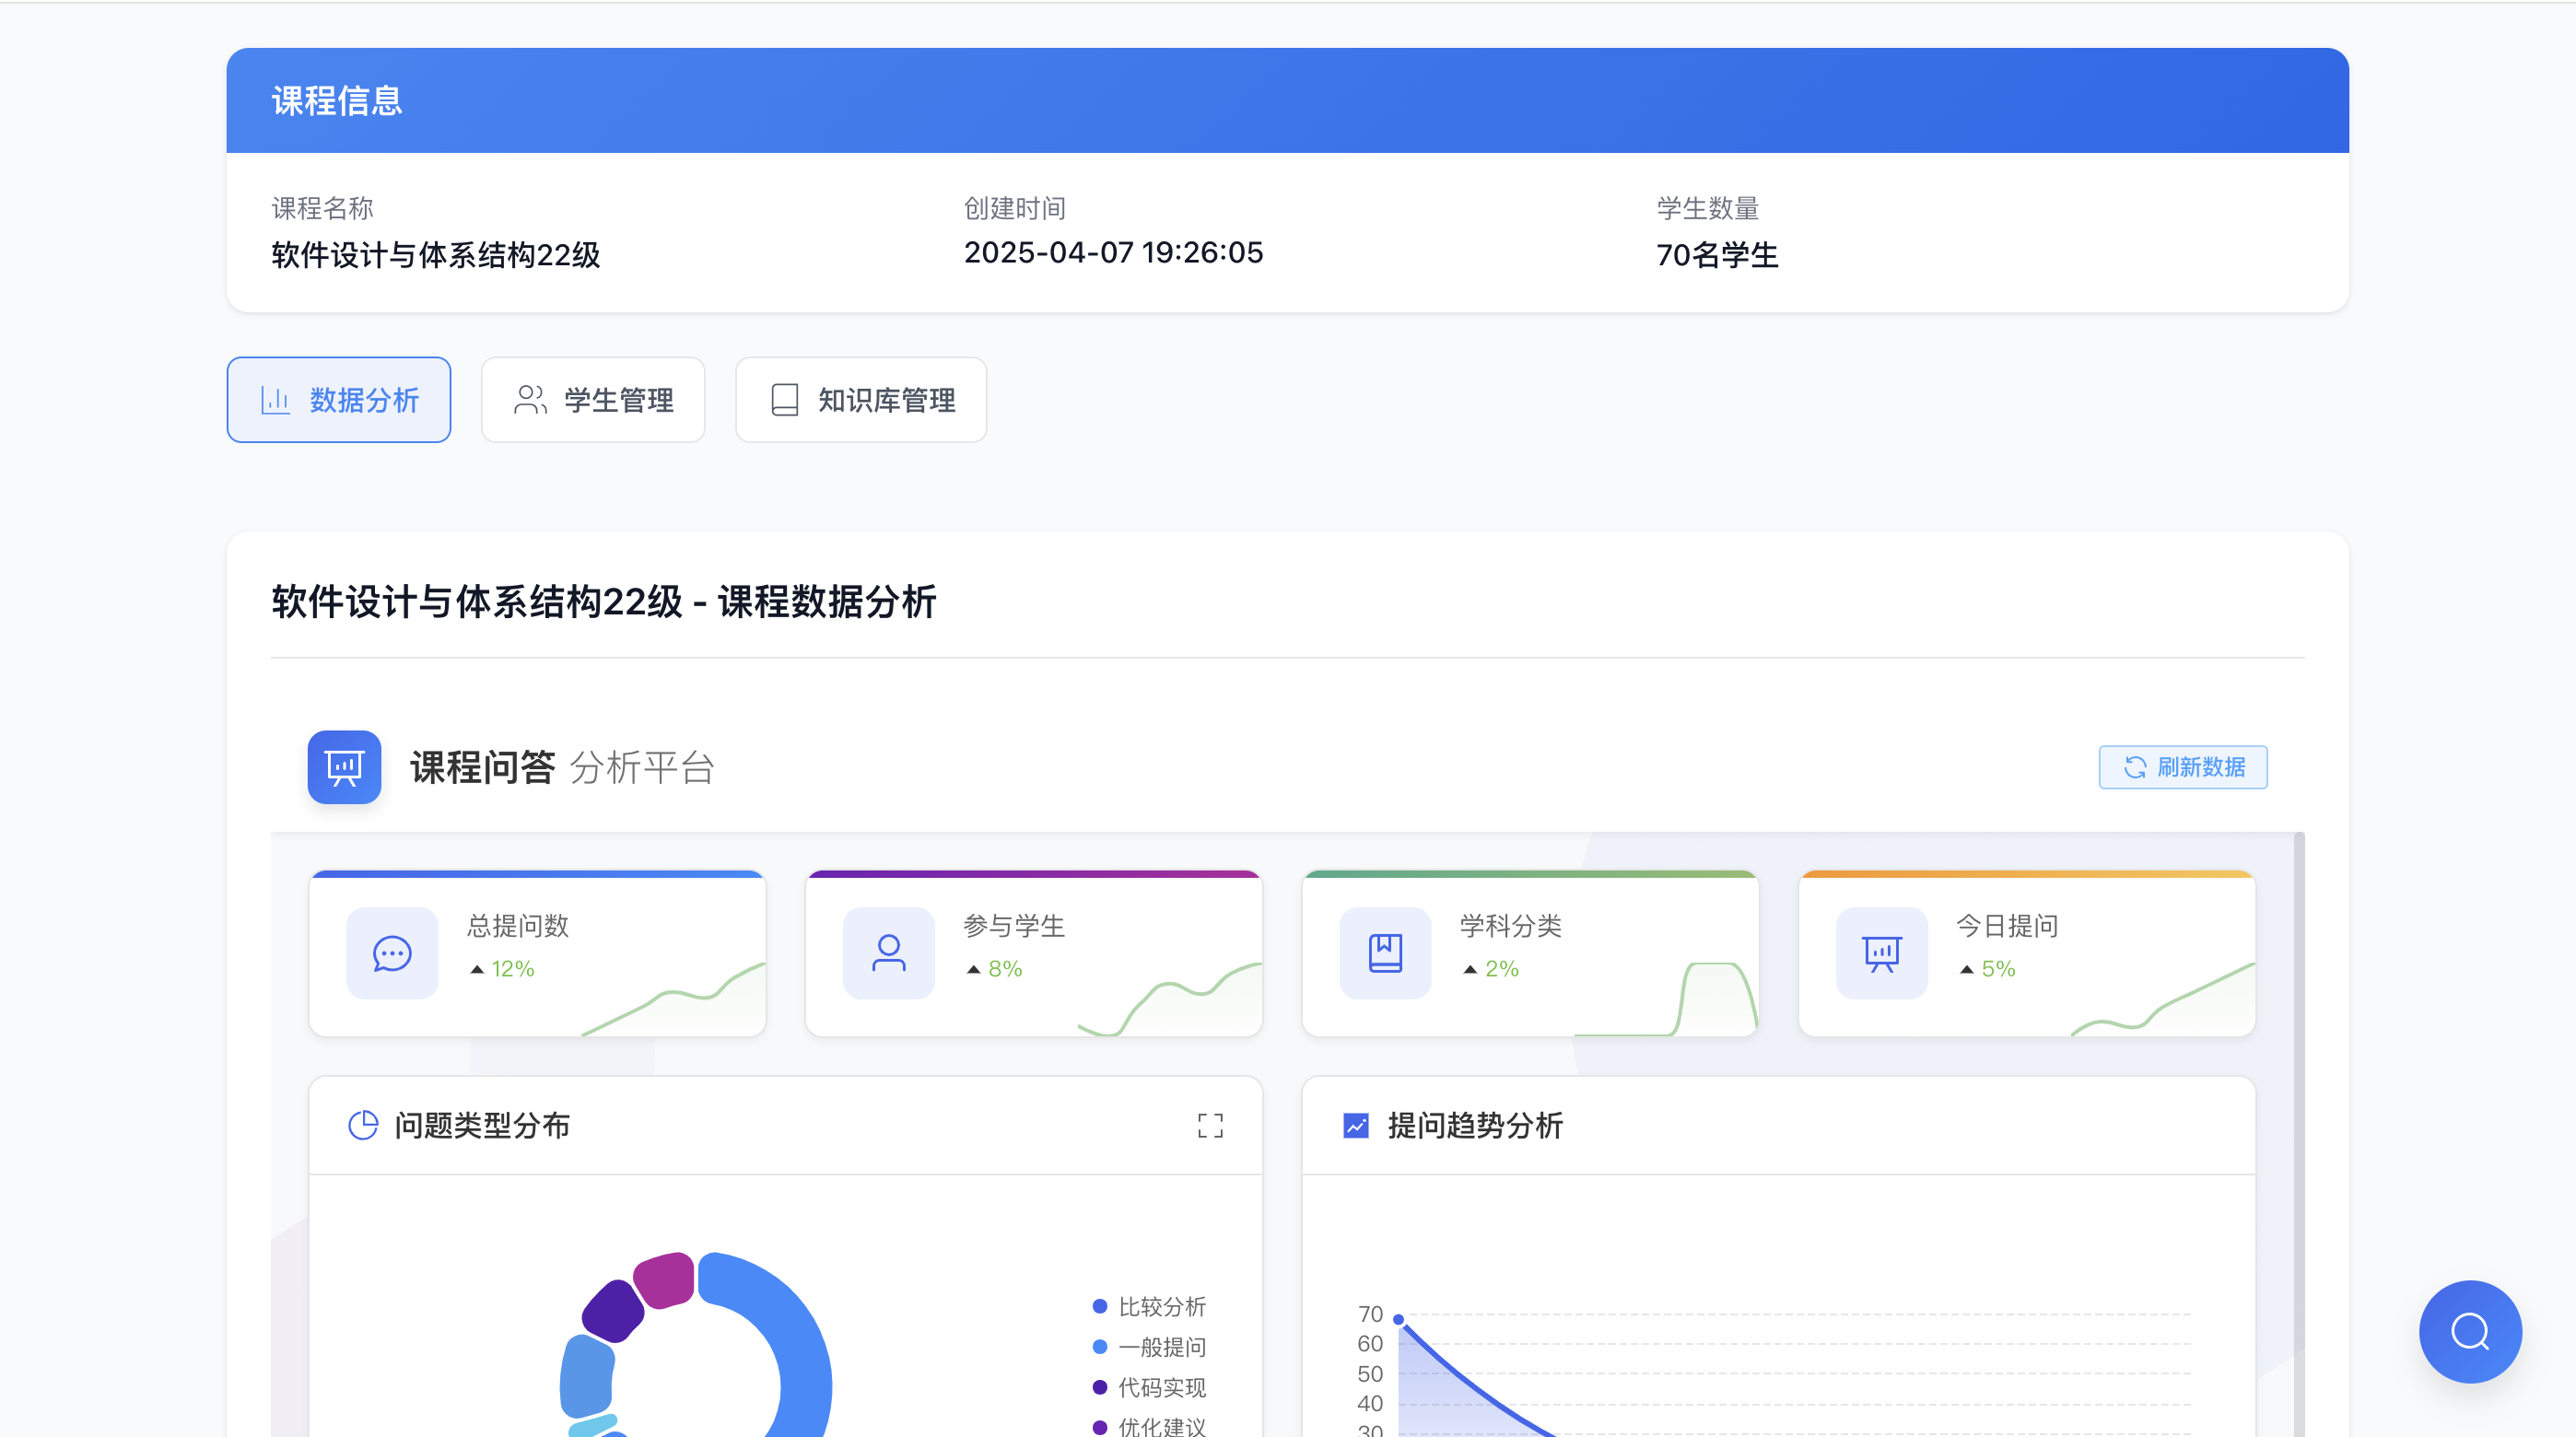 课程信息
课程名称
软件设计与体系结构22级
创建时间
2025-04-07 19:26:05
学生数量
70名学生
数据分析
学生管理
知识库管理
软件设计与体系结构22级 - 课程数据分析
课程问答 分析平台
刷新数据
总提问数
12%
参与学生
8%
学科分类
2%
今日提问
5%
问题类型分布
比较分析
一般提问
代码实现
优化建议
提问趋势分析
70
60
50
40
30